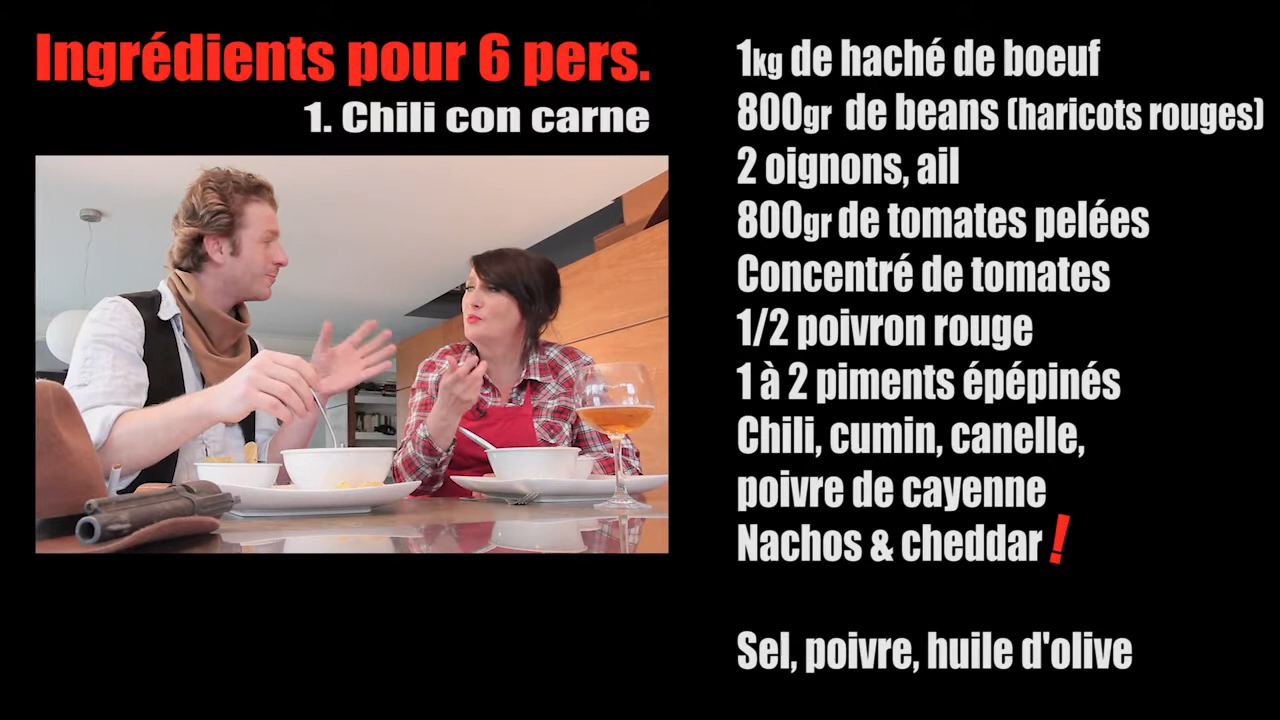 Ingrédients pour 6 pers.
1. Chili con carne
1kg de haché de boeuf
800gr de beans (haricots rouges)
2 oignons, ail
800gr de tomates pelées
Concentré de tomates
1/2 poivron rouge
1 à 2 piments épépinés
Chili, cumin, canelle,
poivre de cayenne
Nachos & cheddar!
Sel, poivre, huile d'olive